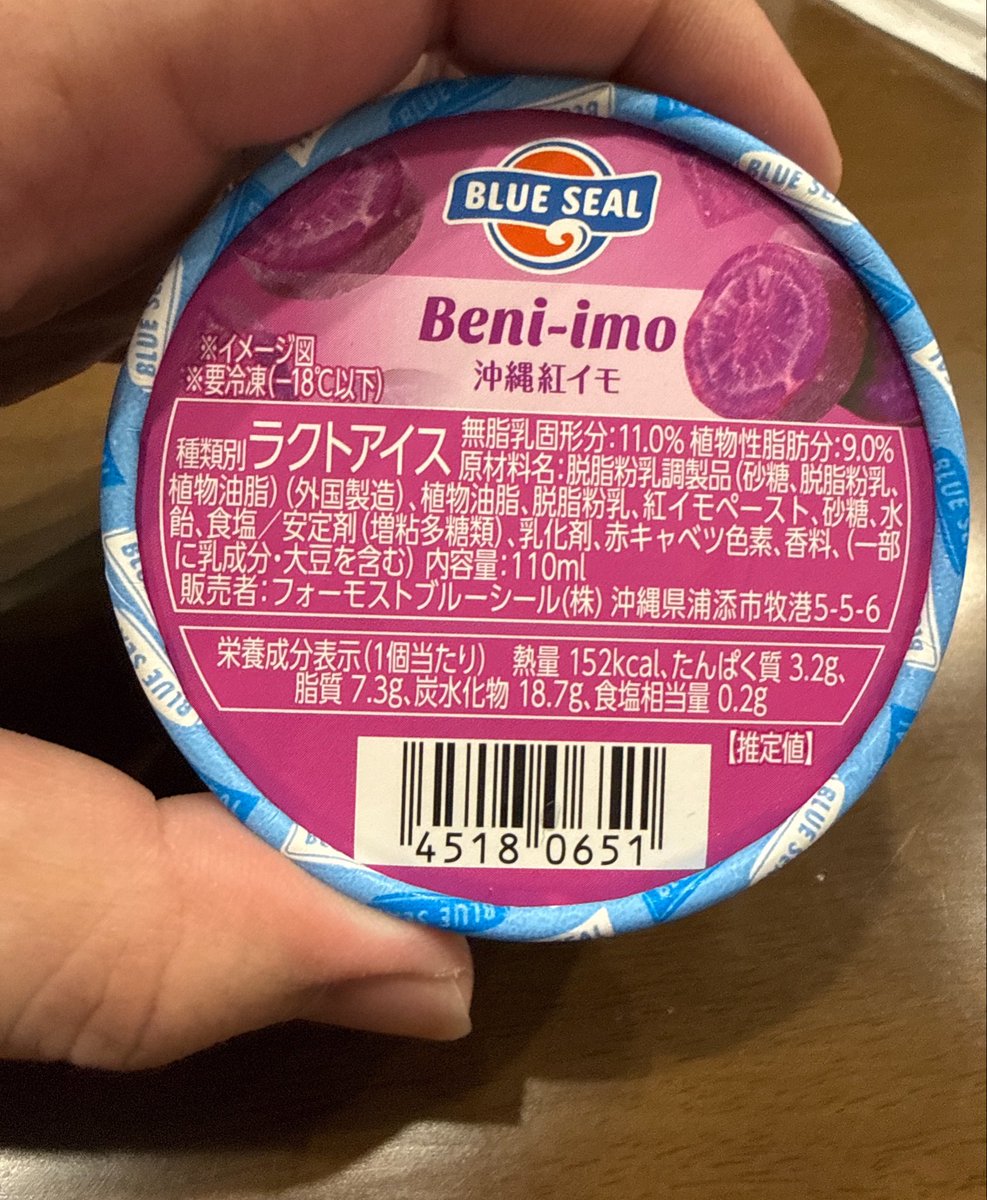 BLUE SEAL
Beni-imo
沖縄紅イモ
※イメージ図
※要冷凍(−18℃以下)
種類別 ラクトアイス 無脂乳固形分:11.0% 植物性脂肪分:9.0%
原材料名:脱脂粉乳調製品(砂糖、脱脂粉乳、
植物油脂)(外国製造)、植物油脂、脱脂粉乳、紅イモペースト、砂糖、水
飴、食塩/安定剤(増粘多糖類)、乳化剤、赤キャベツ色素、香料、(一部
に乳成分・大豆を含む) 内容量:110ml
販売者:フォーモストブルーシール(株) 沖縄県浦添市牧港5-5-6
栄養成分表示(1個当たり) 熱量 152kcal、たんぱく質 3.2g、
脂質 7.3g、炭水化物 18.7g、食塩相当量 0.2g
【推定値】
4518 0651
BLUE SEAL
BLUE SEAL
BLUE SEAL
BLUE SEAL
BLUE SEAL